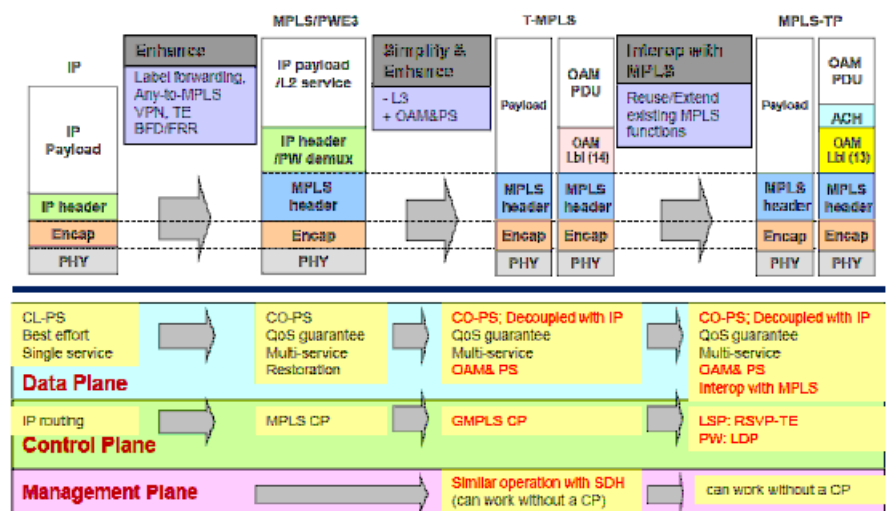 MPLS/PWE3
T-MPLS
MPLS-TP
IP
Enhance
Label forwarding,
Any-to-MPLS
VPN, TE
BFD/FRR
IP payload
/L2 service
Simplify &
Enhance
- L3
+ OAM&PS
Payload
OAM
PDU
Interop with
MPLS
Reuse/Extend
existing MPLS
functions
Payload
OAM
PDU
ACH
IP
Payload
IP header
/PW demux
OAM
Lbl (14)
OAM
Lbl (13)
IP header
MPLS
header
MPLS
header
MPLS
header
MPLS
header
MPLS
header
Encap
Encap
Encap
Encap
Encap
Encap
PHY
PHY
PHY
PHY
PHY
PHY
CL-PS
Best effort
Single service
CO-PS
QoS guarantee
Multi-service
Restoration
CO-PS; Decoupled with IP
QoS guarantee
Multi-service
OAM& PS
CO-PS; Decoupled with IP
QoS guarantee
Multi-service
OAM& PS
Interop with MPLS
Data Plane
IP routing
MPLS CP
GMPLS CP
LSP: RSVP-TE
PW: LDP
Control Plane
Management Plane
Similar operation with SDH
(can work without a CP)
can work without a CP